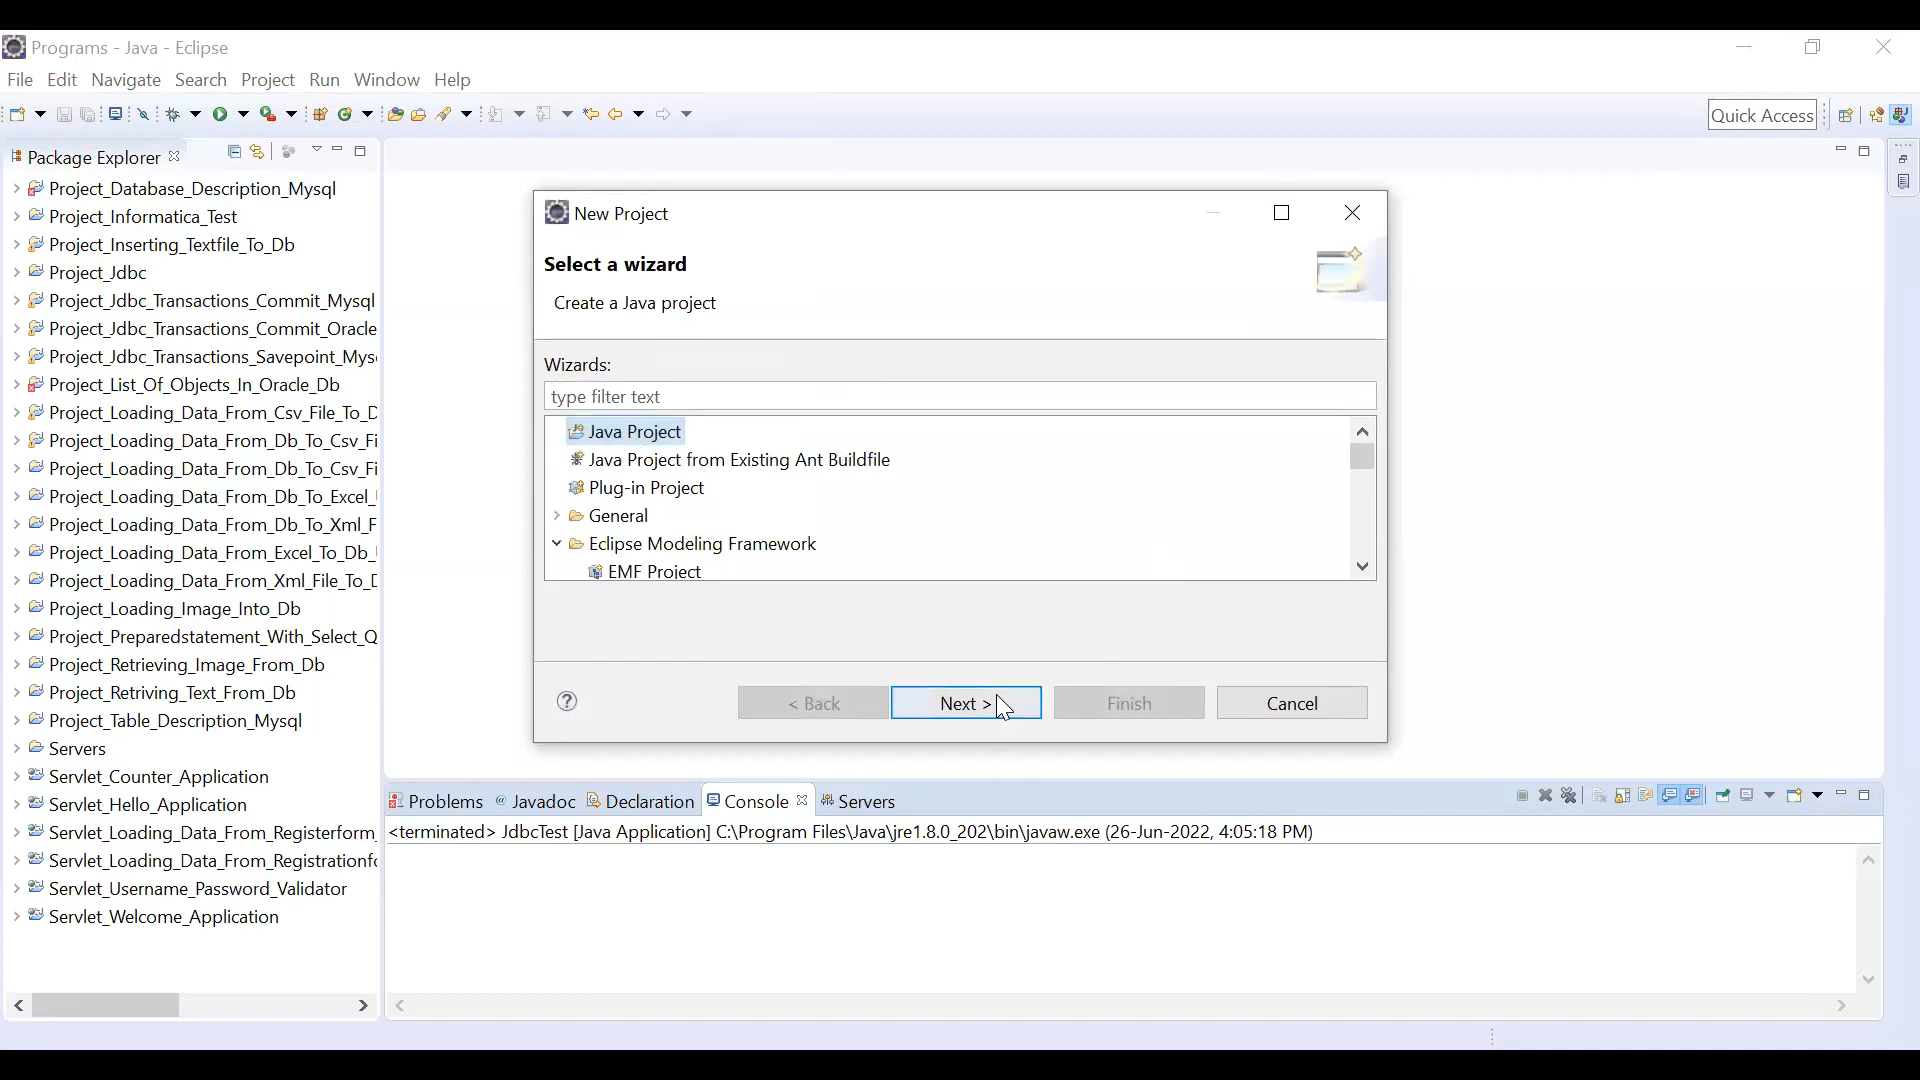 Programs - Java - Eclipse
File Edit Navigate Search Project Run Window Help
Quick Access
Package Explorer
Project_Database_Description_Mysql
Project_Informatica_Test
Project_Inserting_Textfile_To_Db
Project_Jdbc
Project_Jdbc_Transactions_Commit_Mysql
Project_Jdbc_Transactions_Commit_Oracle
Project_Jdbc_Transactions_Savepoint_Mys
Project_List_Of_Objects_In_Oracle_Db
Project_Loading_Data_From_Csv_File_To_D
Project_Loading_Data_From_Db_To_Csv_Fi
Project_Loading_Data_From_Db_To_Csv_Fi
Project_Loading_Data_From_Db_To_Excel_
Project_Loading_Data_From_Db_To_Xml_F
Project_Loading_Data_From_Excel_To_Db_
Project_Loading_Data_From_Xml_File_To_D
Project_Loading_Image_Into_Db
Project_Preparedstatement_With_Select_Q
Project_Retrieving_Image_From_Db
Project_Retriving_Text_From_Db
Project_Table_Description_Mysql
Servers
Servlet_Counter_Application
Servlet_Hello_Application
Servlet_Loading_Data_From_Registerform_
Servlet_Loading_Data_From_Registrationfo
Servlet_Username_Password_Validator
Servlet_Welcome_Application
New Project
Select a wizard
Create a Java project
Wizards:
type filter text
Java Project
Java Project from Existing Ant Buildfile
Plug-in Project
General
Eclipse Modeling Framework
EMF Project
< Back Next > Finish Cancel
Problems @ Javadoc Declaration Console Servers
<terminated> JdbcTest [Java Application] C:\Program Files\Java\jre1.8.0_202\bin\javaw.exe (26-Jun-2022, 4:05:18 PM)